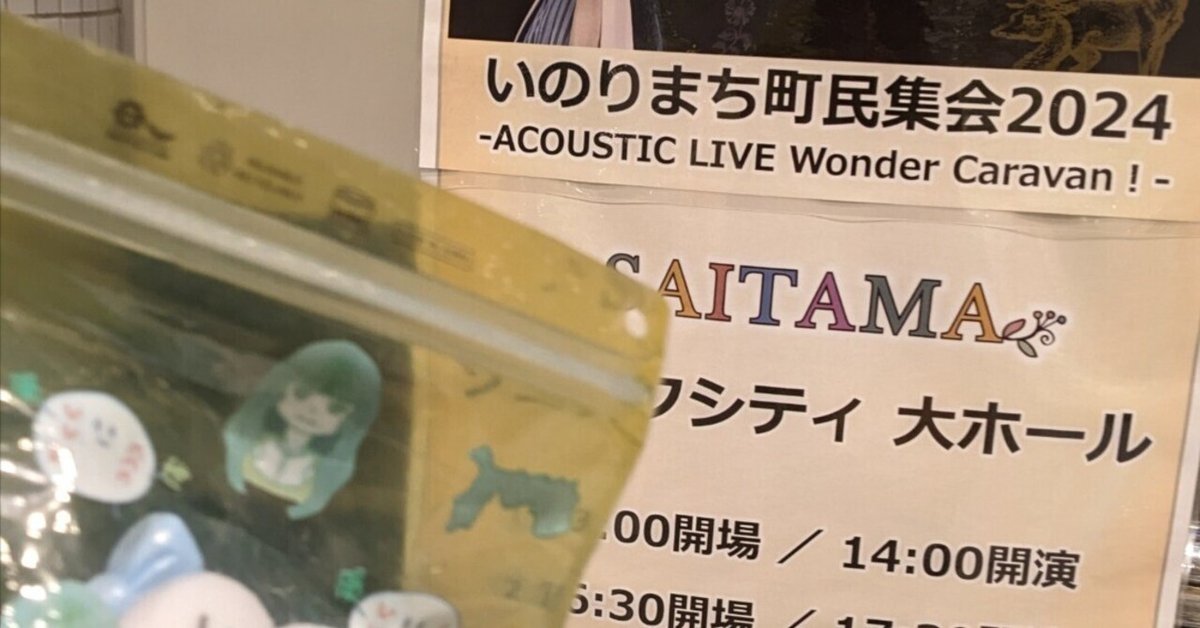 いのりまち町民集会2024
-ACOUSTIC LIVE Wonder Caravan！-
SAITAMA
クシティ 大ホール
:00開場 ／ 14:00開演
:30開場 ／